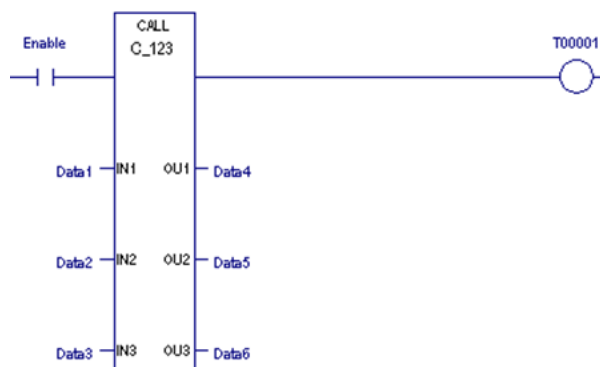 CALL
Enable
C_123
T00001
Data1 IN1 OU1 Data4
Data2 IN2 OU2 Data5
Data3 IN3 OU3 Data6